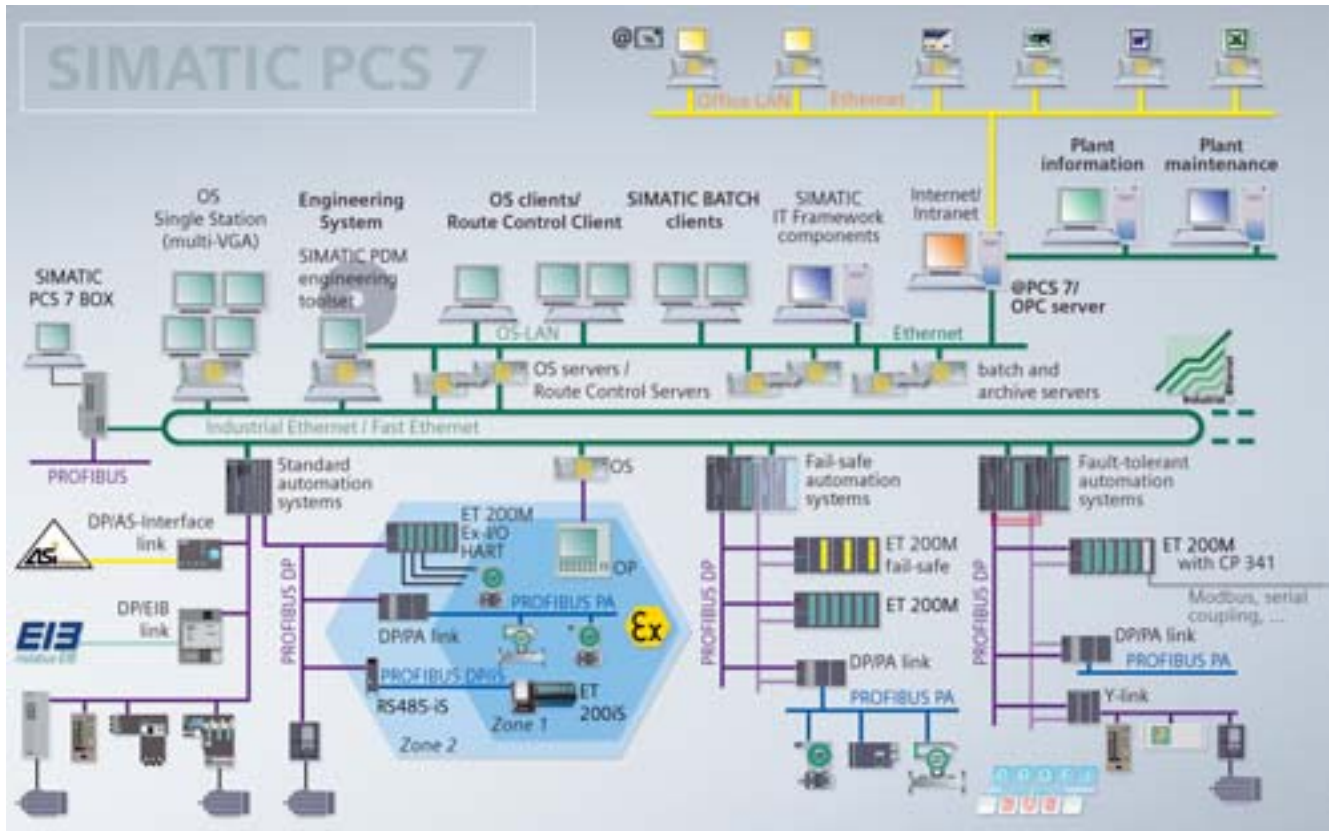 SIMATIC PCS 7
@
Office LAN
Ethernet
Plant
information
Plant
maintenance
OS
Single Station
(multi-VGA)
Engineering
System
SIMATIC PDM
engineering
toolset
OS clients/
Route Control Client
SIMATIC BATCH
clients
SIMATIC
IT Framework
components
Internet/
Intranet
@PCS 7/
OPC server
SIMATIC
PCS 7 BOX
OS-LAN
Ethernet
OS servers /
Route Control Servers
batch and
archive servers
Industrial
Ethernet
Industrial Ethernet / Fast Ethernet
PROFIBUS
Standard
automation
systems
OS
Fail-safe
automation
systems
Fault-tolerant
automation
systems
DP/AS-Interface
link
ASi
DP/EIB
link
EIB
PROFIBUS DP
ET 200M
Ex-I/O
HART
OP
PROFIBUS PA
DP/PA link
Ex
PROFIBUS DP/iS
RS485-iS
ET
200iS
Zone 1
Zone 2
PROFIBUS DP
ET 200M
fail-safe
ET 200M
DP/PA link
PROFIBUS PA
PROFIBUS DP
ET 200M
with CP 341
Modbus, serial
coupling, ...
DP/PA link
PROFIBUS PA
Y-link
PROFI
BUS